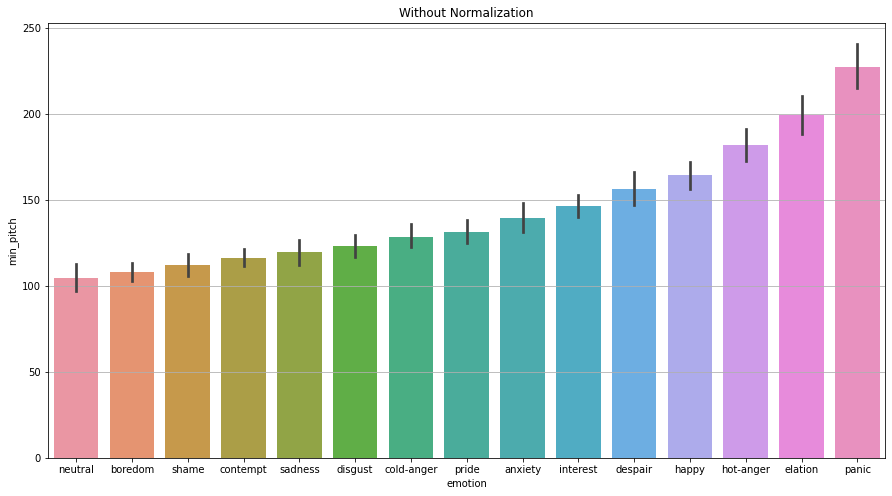 Without Normalization
250
200
150
100
50
0
min_pitch
neutral boredom shame contempt sadness disgust cold-anger pride anxiety interest despair happy hot-anger elation panic
emotion